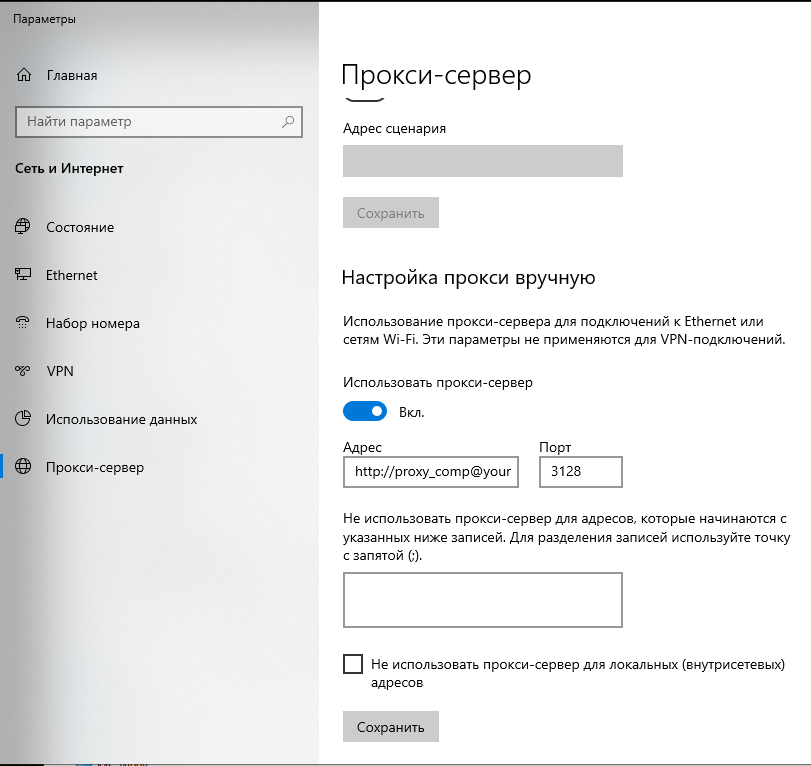 Параметры
Главная
Найти параметр
Сеть и Интернет
Состояние
Ethernet
Набор номера
VPN
Использование данных
Прокси-сервер
Прокси-сервер
Адрес сценария
Сохранить
Настройка прокси вручную
Использование прокси-сервера для подключений к Ethernet или
сетям Wi-Fi. Эти параметры не применяются для VPN-подключений.
Использовать прокси-сервер
Вкл.
Адрес
Порт
http://proxy_comp@your
3128
Не использовать прокси-сервер для адресов, которые начинаются с
указанных ниже записей. Для разделения записей используйте точку
с запятой (;).
Не использовать прокси-сервер для локальных (внутрисетевых)
адресов
Сохранить